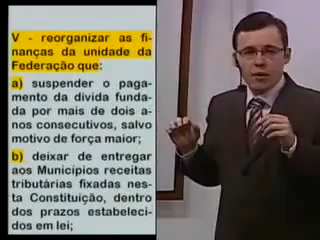 V - reorganizar as fi-
nanças da unidade da
Federação que:
a) suspender o paga-
mento da dívida funda-
da por mais de dois a-
nos consecutivos, salvo
motivo de força maior;
b) deixar de entregar
aos Municípios receitas
tributárias fixadas nes-
ta Constituição, dentro
dos prazos estabeleci-
dos em lei;